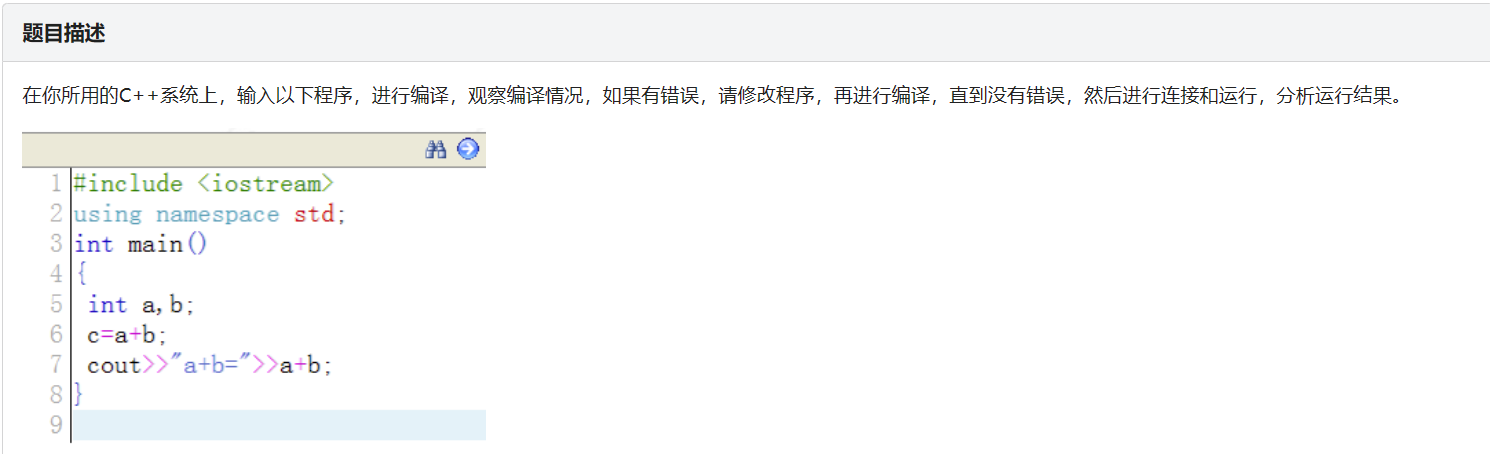 题目描述
在你所用的C++系统上，输入以下程序，进行编译，观察编译情况，如果有错误，请修改程序，再进行编译，直到没有错误，然后进行连接和运行，分析运行结果。
1 #include <iostream>
2 using namespace std;
3 int main()
4 {
5  int a,b;
6  c=a+b;
7  cout>>"a+b=">>a+b;
8 }
9